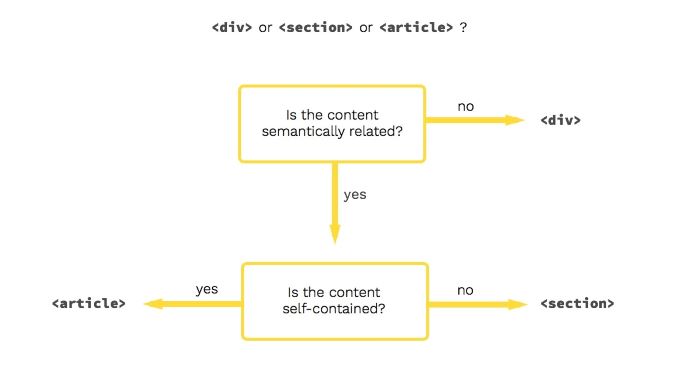 <div> or <section> or <article> ?
Is the content
semantically related?
no
<div>
yes
<article>
yes
Is the content
self-contained?
no
<section>